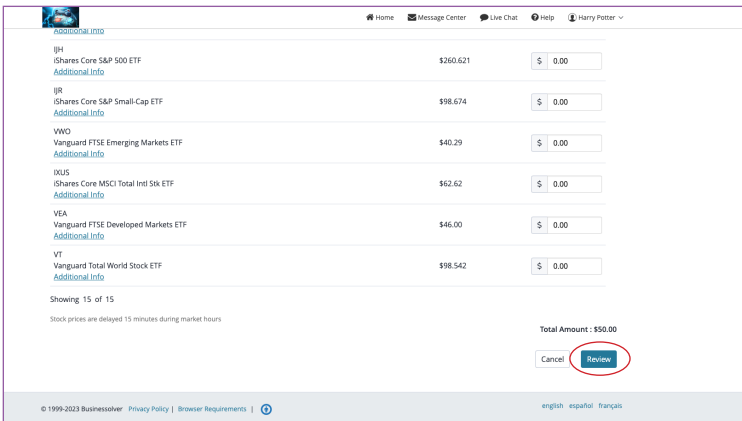 Home Message Center Live Chat Help Harry Potter
Additional Info
IJH
iShares Core S&P 500 ETF $260.621 $ 0.00
Additional Info
IJR
iShares Core S&P Small-Cap ETF $98.674 $ 0.00
Additional Info
VWO
Vanguard FTSE Emerging Markets ETF $40.29 $ 0.00
Additional Info
IXUS
iShares Core MSCI Total Intl Stk ETF $62.62 $ 0.00
Additional Info
VEA
Vanguard FTSE Developed Markets ETF $46.00 $ 0.00
Additional Info
VT
Vanguard Total World Stock ETF $98.542 $ 0.00
Additional Info
Showing 15 of 15
Stock prices are delayed 15 minutes during market hours
Total Amount : $50.00
Cancel Review
© 1999-2023 Businessolver Privacy Policy | Browser Requirements | english español français